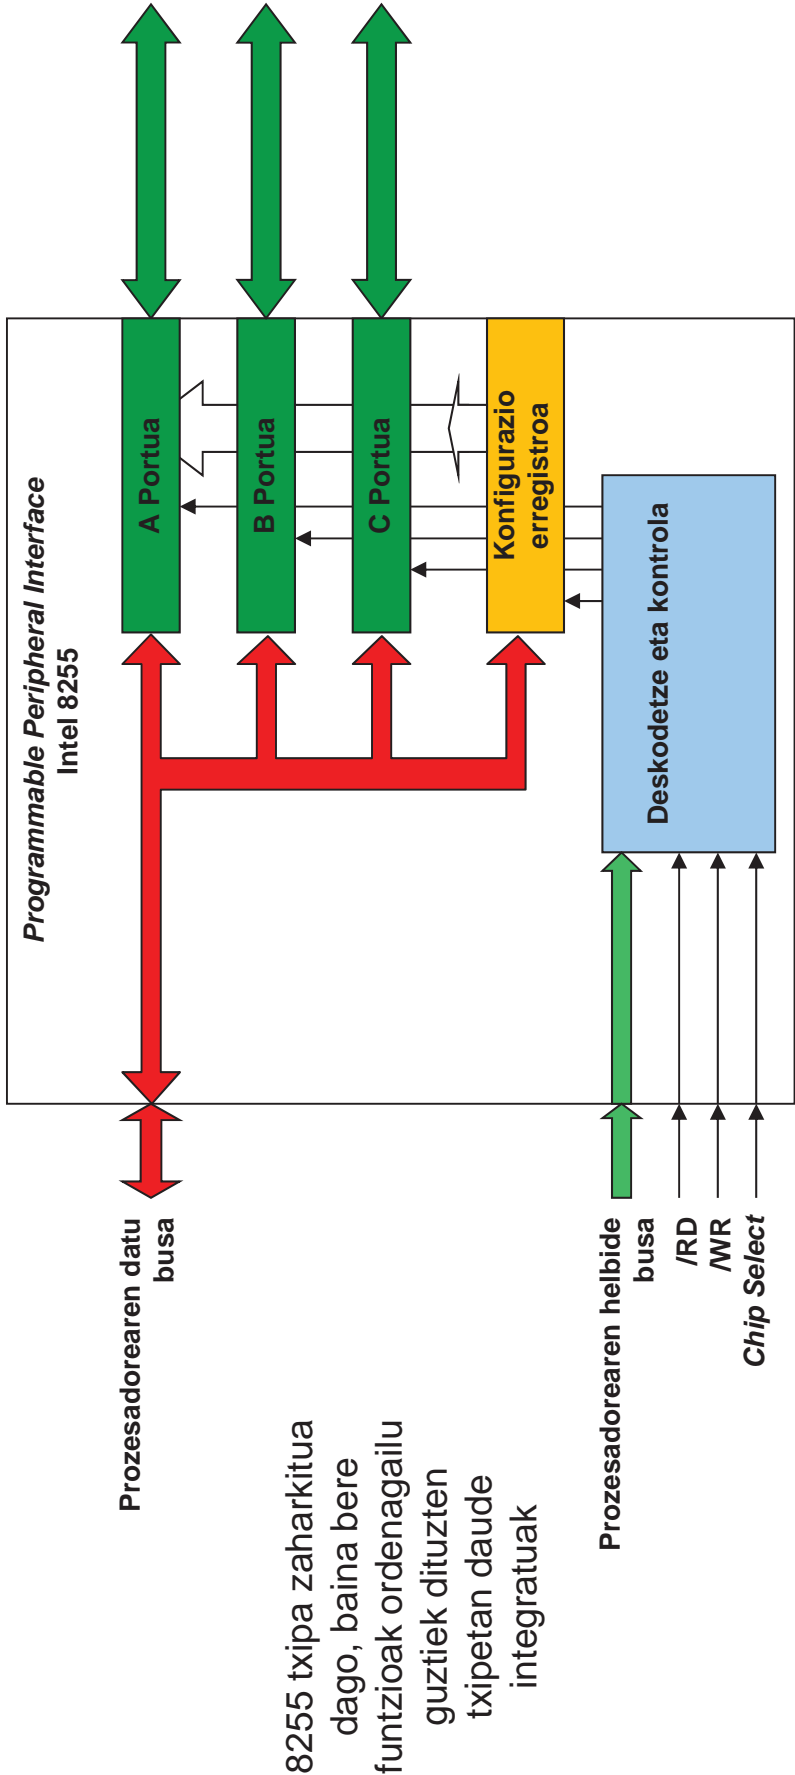 Programmable Peripheral Interface
Intel 8255
A Portua
B Portua
C Portua
Konfigurazio
erregistroa
Deskodetze eta kontrola
Prozesadorearen datu
busa
Prozesadorearen helbide
busa
/RD
/WR
Chip Select
8255 txipa zaharkitua
dago, baina bere
funtzioak ordenagailu
guztiek dituzten
txipetan daude
integratuak